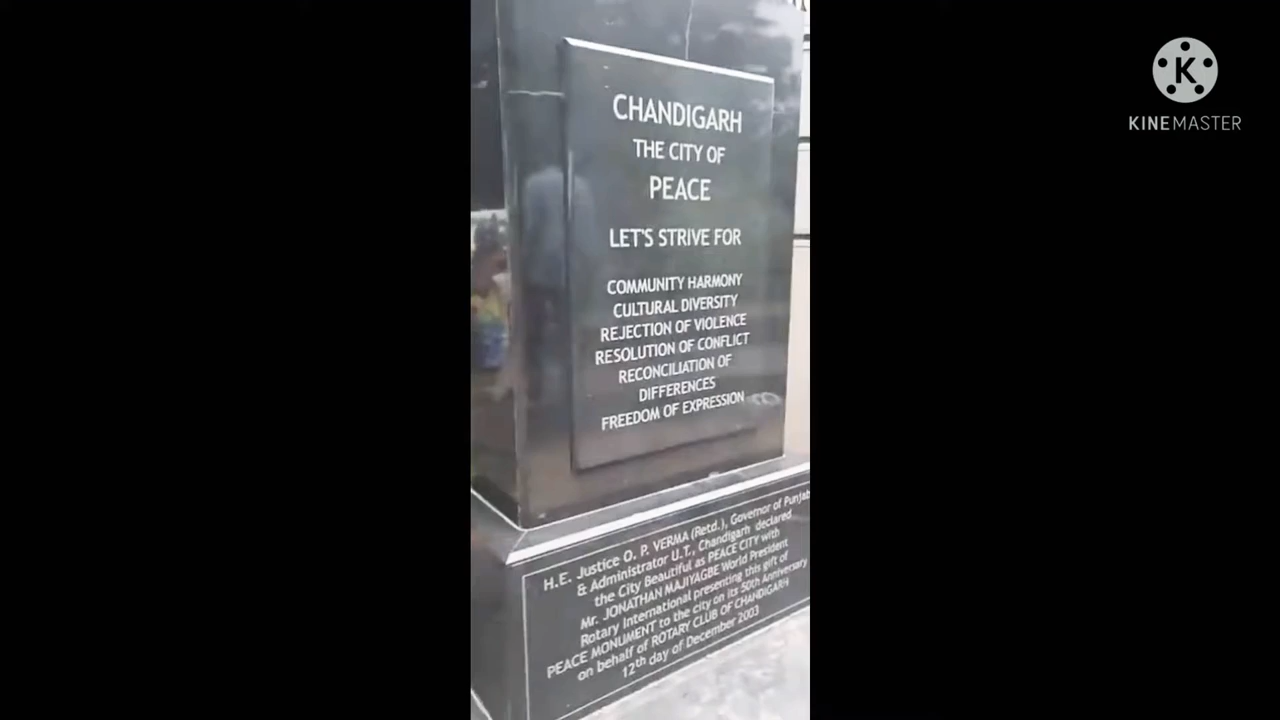 CHANDIGARH
THE CITY OF
PEACE
LET'S STRIVE FOR
COMMUNITY HARMONY
CULTURAL DIVERSITY
REJECTION OF VIOLENCE
RESOLUTION OF CONFLICT
RECONCILIATION OF
DIFFERENCES
FREEDOM OF EXPRESSION
H.E. Justice O. P. VERMA (Retd.), Governor of Punjab
& Administrator U.T., Chandigarh declared
the City Beautiful as PEACE CITY with
Mr. JONATHAN MAJIYAGBE World President
Rotary International presenting this gift of
PEACE MONUMENT to the city on its 50th Anniversary
on behalf of ROTARY CLUB OF CHANDIGARH
12th day of December 2003
K
KINEMASTER